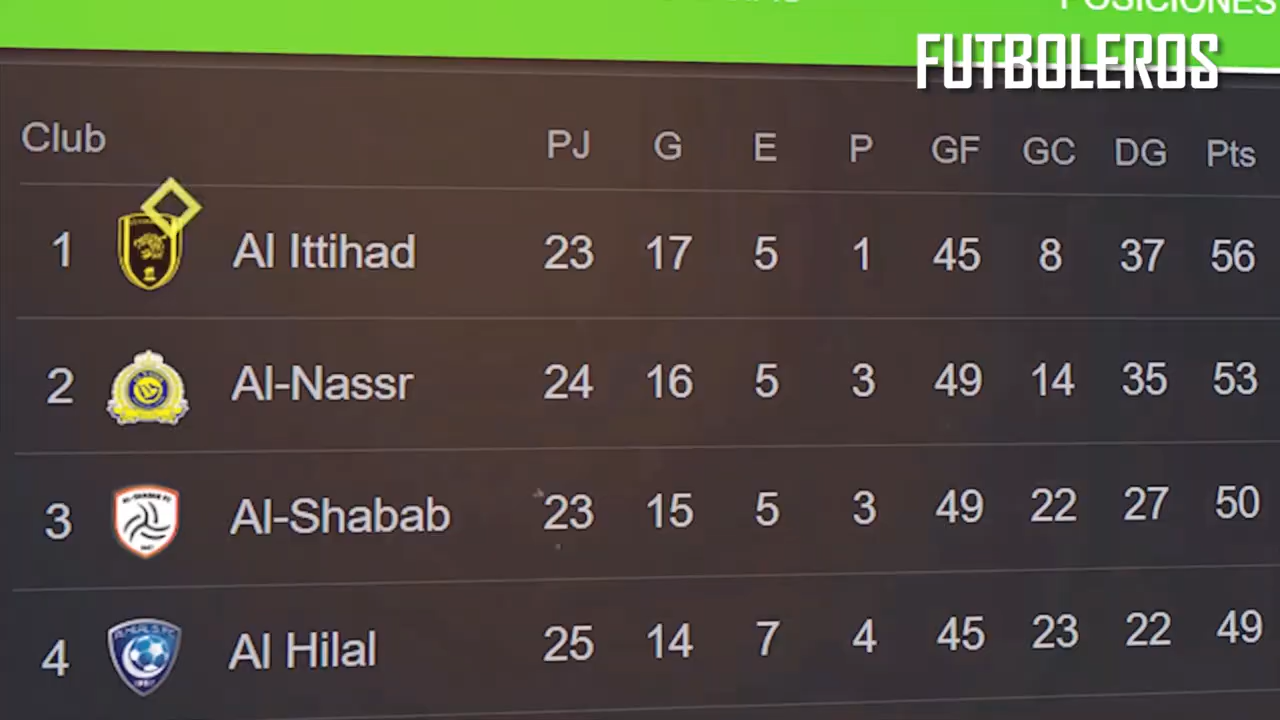 POSICIONES
FUTBOLEROS
Club PJ G E P GF GC DG Pts
1 Al Ittihad 23 17 5 1 45 8 37 56
2 Al-Nassr 24 16 5 3 49 14 35 53
3 Al-Shabab 23 15 5 3 49 22 27 50
4 Al Hilal 25 14 7 4 45 23 22 49